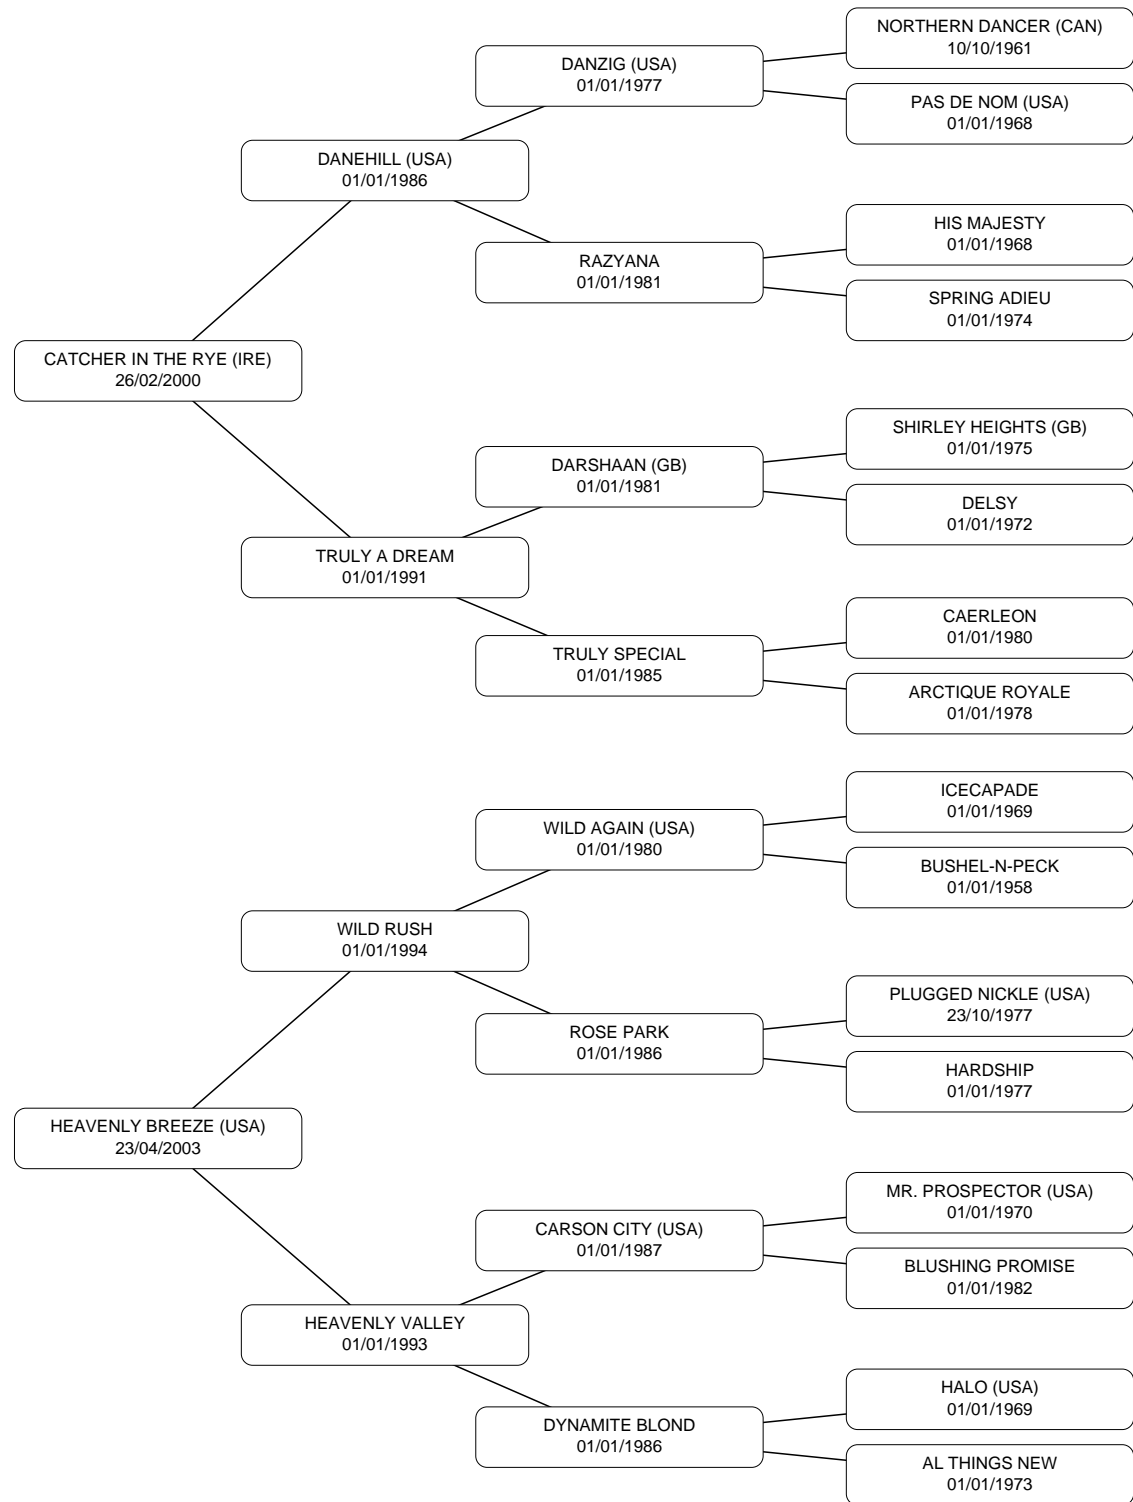 NORTHERN DANCER (CAN)
10/10/1961
DANZIG (USA)
01/01/1977
PAS DE NOM (USA)
01/01/1968
DANEHILL (USA)
01/01/1986
HIS MAJESTY
01/01/1968
RAZYANA
01/01/1981
SPRING ADIEU
01/01/1974
CATCHER IN THE RYE (IRE)
26/02/2000
SHIRLEY HEIGHTS (GB)
01/01/1975
DARSHAAN (GB)
01/01/1981
DELSY
01/01/1972
TRULY A DREAM
01/01/1991
CAERLEON
01/01/1980
TRULY SPECIAL
01/01/1985
ARCTIQUE ROYALE
01/01/1978
ICECAPADE
01/01/1969
WILD AGAIN (USA)
01/01/1980
BUSHEL-N-PECK
01/01/1958
WILD RUSH
01/01/1994
PLUGGED NICKLE (USA)
23/10/1977
ROSE PARK
01/01/1986
HARDSHIP
01/01/1977
HEAVENLY BREEZE (USA)
23/04/2003
MR. PROSPECTOR (USA)
01/01/1970
CARSON CITY (USA)
01/01/1987
BLUSHING PROMISE
01/01/1982
HEAVENLY VALLEY
01/01/1993
HALO (USA)
01/01/1969
DYNAMITE BLOND
01/01/1986
AL THINGS NEW
01/01/1973